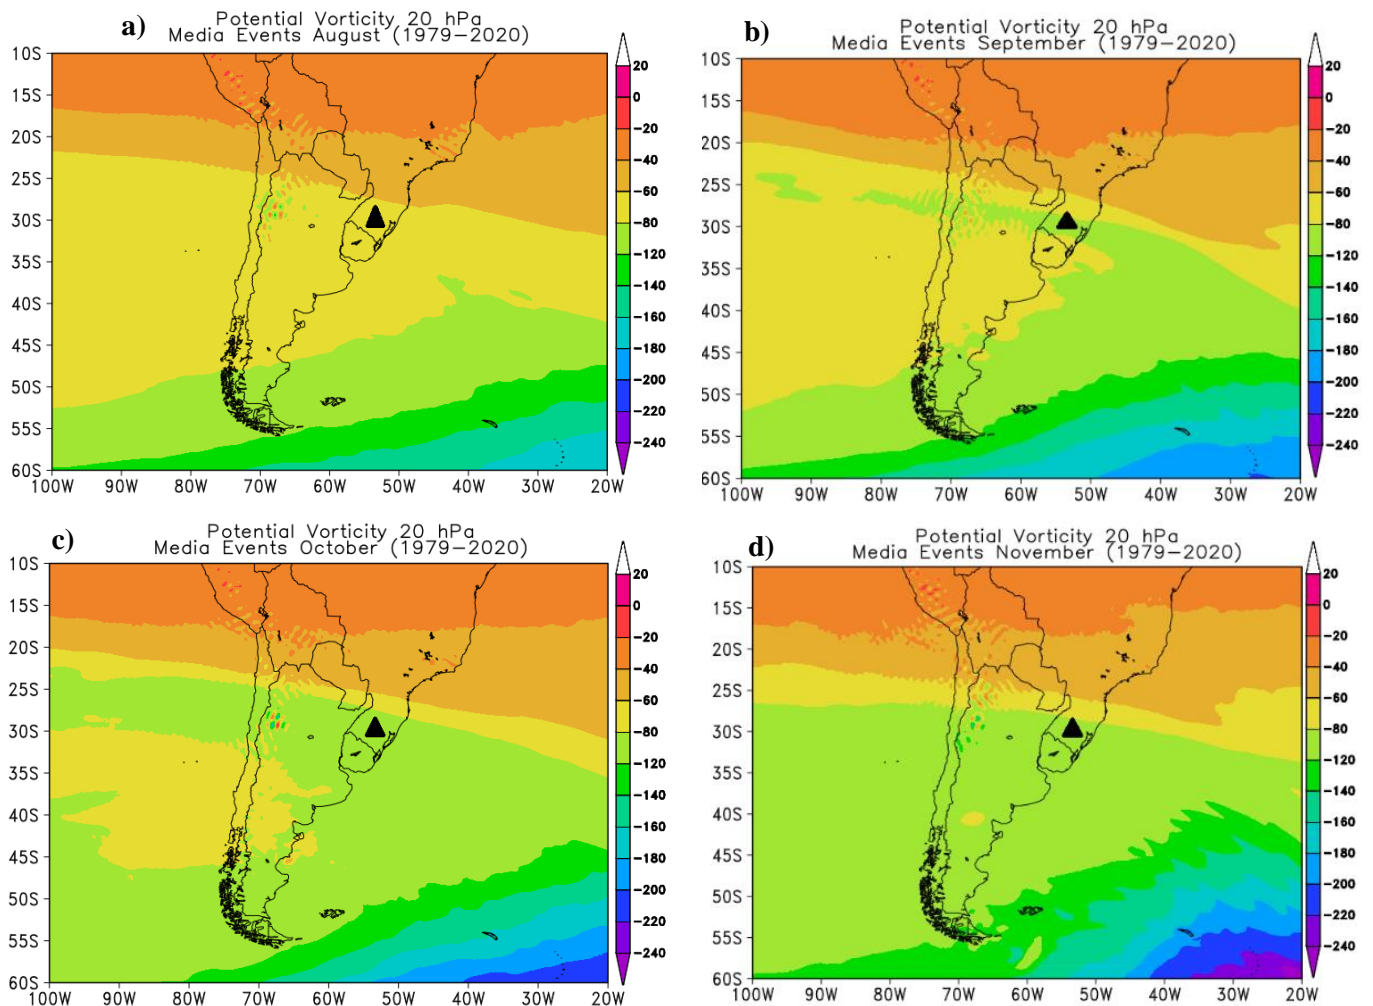 a)
Potential Vorticity 20 hPa
Media Events August (1979−2020)
10S
15S
20S
25S
30S
35S
40S
45S
50S
55S
60S
100W 90W 80W 70W 60W 50W 40W 30W 20W
20
0
−20
−40
−60
−80
−120
−140
−160
−180
−200
−220
−240
b)
Potential Vorticity 20 hPa
Media Events September (1979−2020)
10S
15S
20S
25S
30S
35S
40S
45S
50S
55S
60S
100W 90W 80W 70W 60W 50W 40W 30W 20W
20
0
−20
−40
−60
−80
−120
−140
−160
−180
−200
−220
−240
c)
Potential Vorticity 20 hPa
Media Events October (1979−2020)
10S
15S
20S
25S
30S
35S
40S
45S
50S
55S
60S
100W 90W 80W 70W 60W 50W 40W 30W 20W
20
0
−20
−40
−60
−80
−120
−140
−160
−180
−200
−220
−240
d)
Potential Vorticity 20 hPa
Media Events November (1979−2020)
10S
15S
20S
25S
30S
35S
40S
45S
50S
55S
60S
100W 90W 80W 70W 60W 50W 40W 30W 20W
20
0
−20
−40
−60
−80
−120
−140
−160
−180
−200
−220
−240